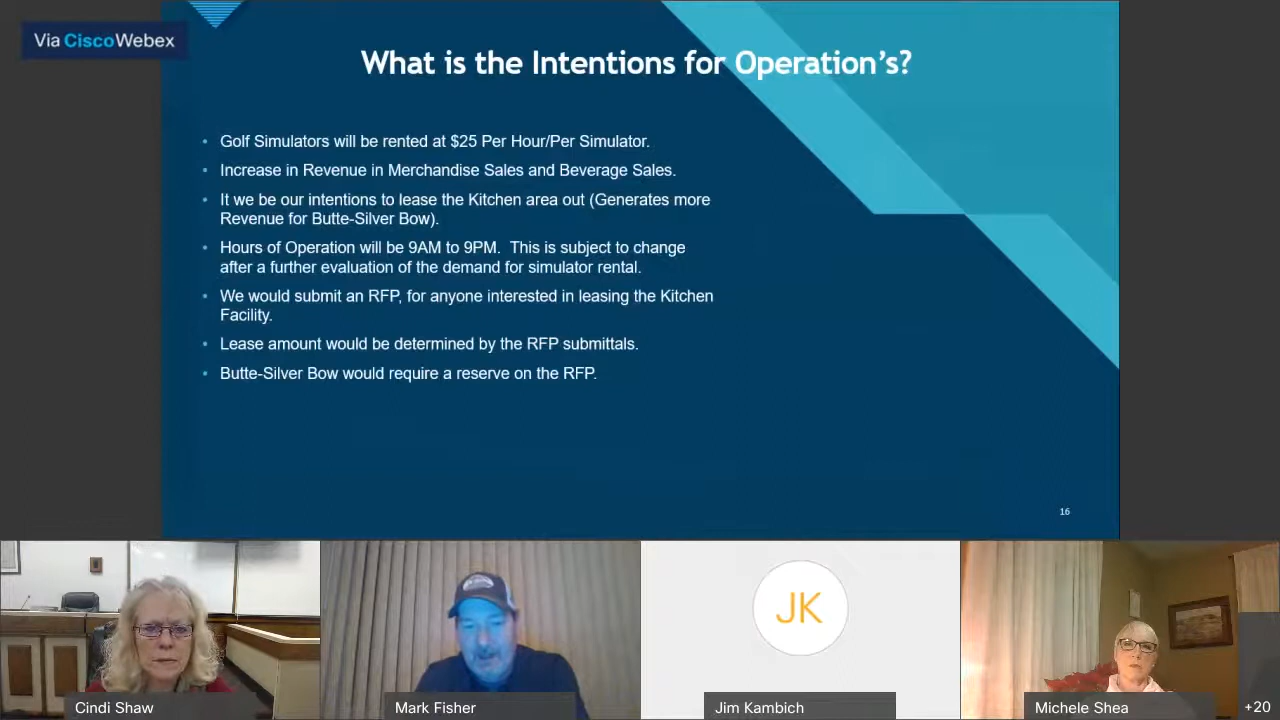 Via CiscoWebex
What is the Intentions for Operation's?
• Golf Simulators will be rented at $25 Per Hour/Per Simulator.
• Increase in Revenue in Merchandise Sales and Beverage Sales.
• It we be our intentions to lease the Kitchen area out (Generates more
Revenue for Butte-Silver Bow).
• Hours of Operation will be 9AM to 9PM.  This is subject to change
after a further evaluation of the demand for simulator rental.
• We would submit an RFP, for anyone interested in leasing the Kitchen
Facility.
• Lease amount would be determined by the RFP submittals.
• Butte-Silver Bow would require a reserve on the RFP.
16
JK
Cindi Shaw
Mark Fisher
Jim Kambich
Michele Shea
+20